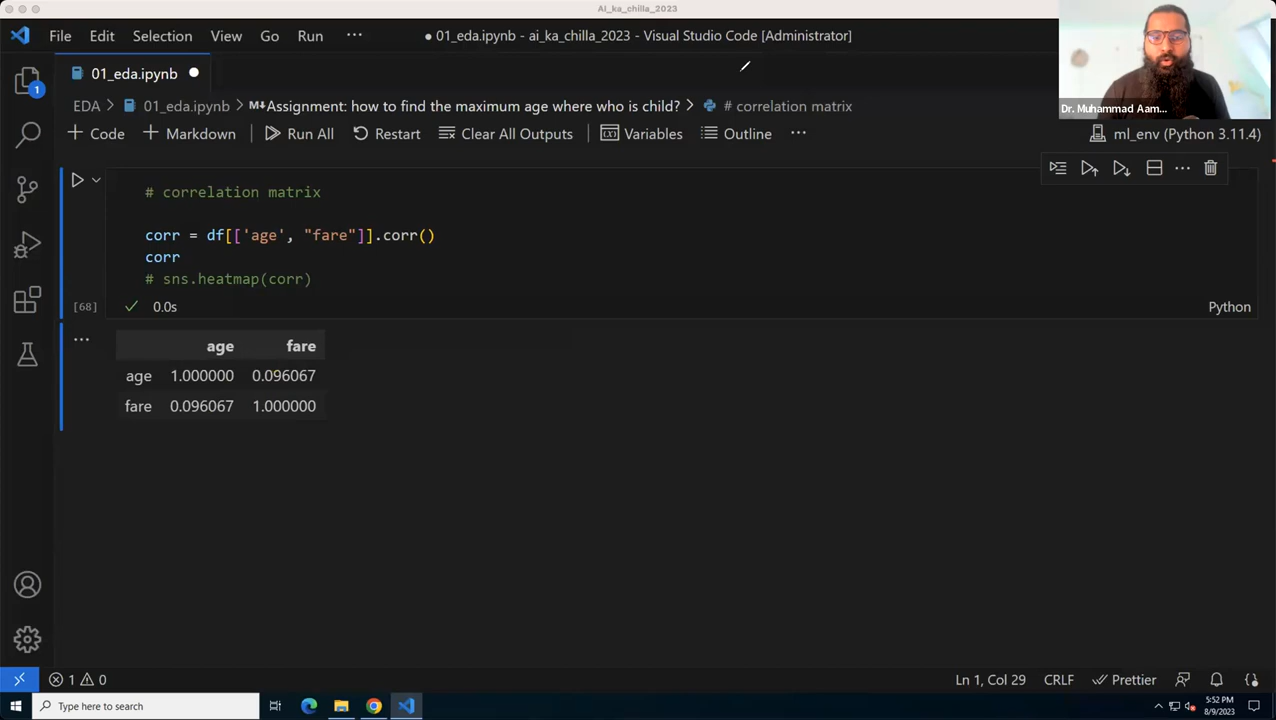 Ai_ka_chilla_2023
File Edit Selection View Go Run ··· ● 01_eda.ipynb - ai_ka_chilla_2023 - Visual Studio Code [Administrator]
01_eda.ipynb
1
EDA > 01_eda.ipynb > M↓Assignment: how to find the maximum age where who is child? > # correlation matrix
Dr. Muhammad Aam...
+ Code + Markdown Run All Restart Clear All Outputs Variables Outline ··· ml_env (Python 3.11.4)
# correlation matrix
corr = df[['age', "fare"]].corr()
corr
# sns.heatmap(corr)
[68] ✓ 0.0s Python
age fare
age 1.000000 0.096067
fare 0.096067 1.000000
1 0 Ln 1, Col 29 CRLF Prettier
Type here to search
5:52 PM
8/9/2023